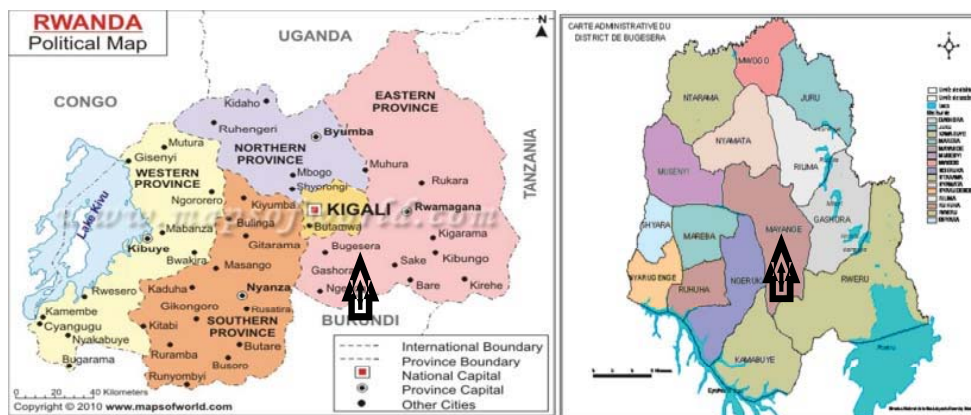 RWANDA
Political Map
UGANDA
N
CONGO
EASTERN
PROVINCE
Kidaho
Ruhengeri
Byumba
NORTHERN
PROVINCE
Mutura
Gisenyi
WESTERN
PROVINCE
Mbogo
Shyorongi
Muhura
Rukara
TANZANIA
Lake Kivu
Ngororero
Kiyumba
KIGALI
Rwamagana
www.mapsofworld.com
Mabanza
Kibuye
Bulinga
Butamwa
Gitarama
Bugesera
Kigarama
Bwakira
Masango
Gashora
Sake
Kibungo
Rwesero
Kaduha
Nyanza
Bare
Kirehe
Gikongoro
Rusatira
BURUNDI
Kamembe
Cyangugu
Kitabi
SOUTHERN
PROVINCE
Nyakabuye
Butare
Bugarama
Ruramba
Busoro
Runyombyi
International Boundary
Province Boundary
National Capital
Province Capital
Other Cities
0 20 40 Kilometers
Copyright © 2010 www.mapsofworld.com
CARTE ADMINISTRATIVE DU
DISTRICT DE BUGESERA
MWOGO
NTARAMA
JURU
NYAMATA
MUSENYI
RILIMA
SHYARA
MAREBA
MAYANGE
GASHORA
NYARUGENGE
RUHUHA
NGERUKA
RWERU
KAMABUYE